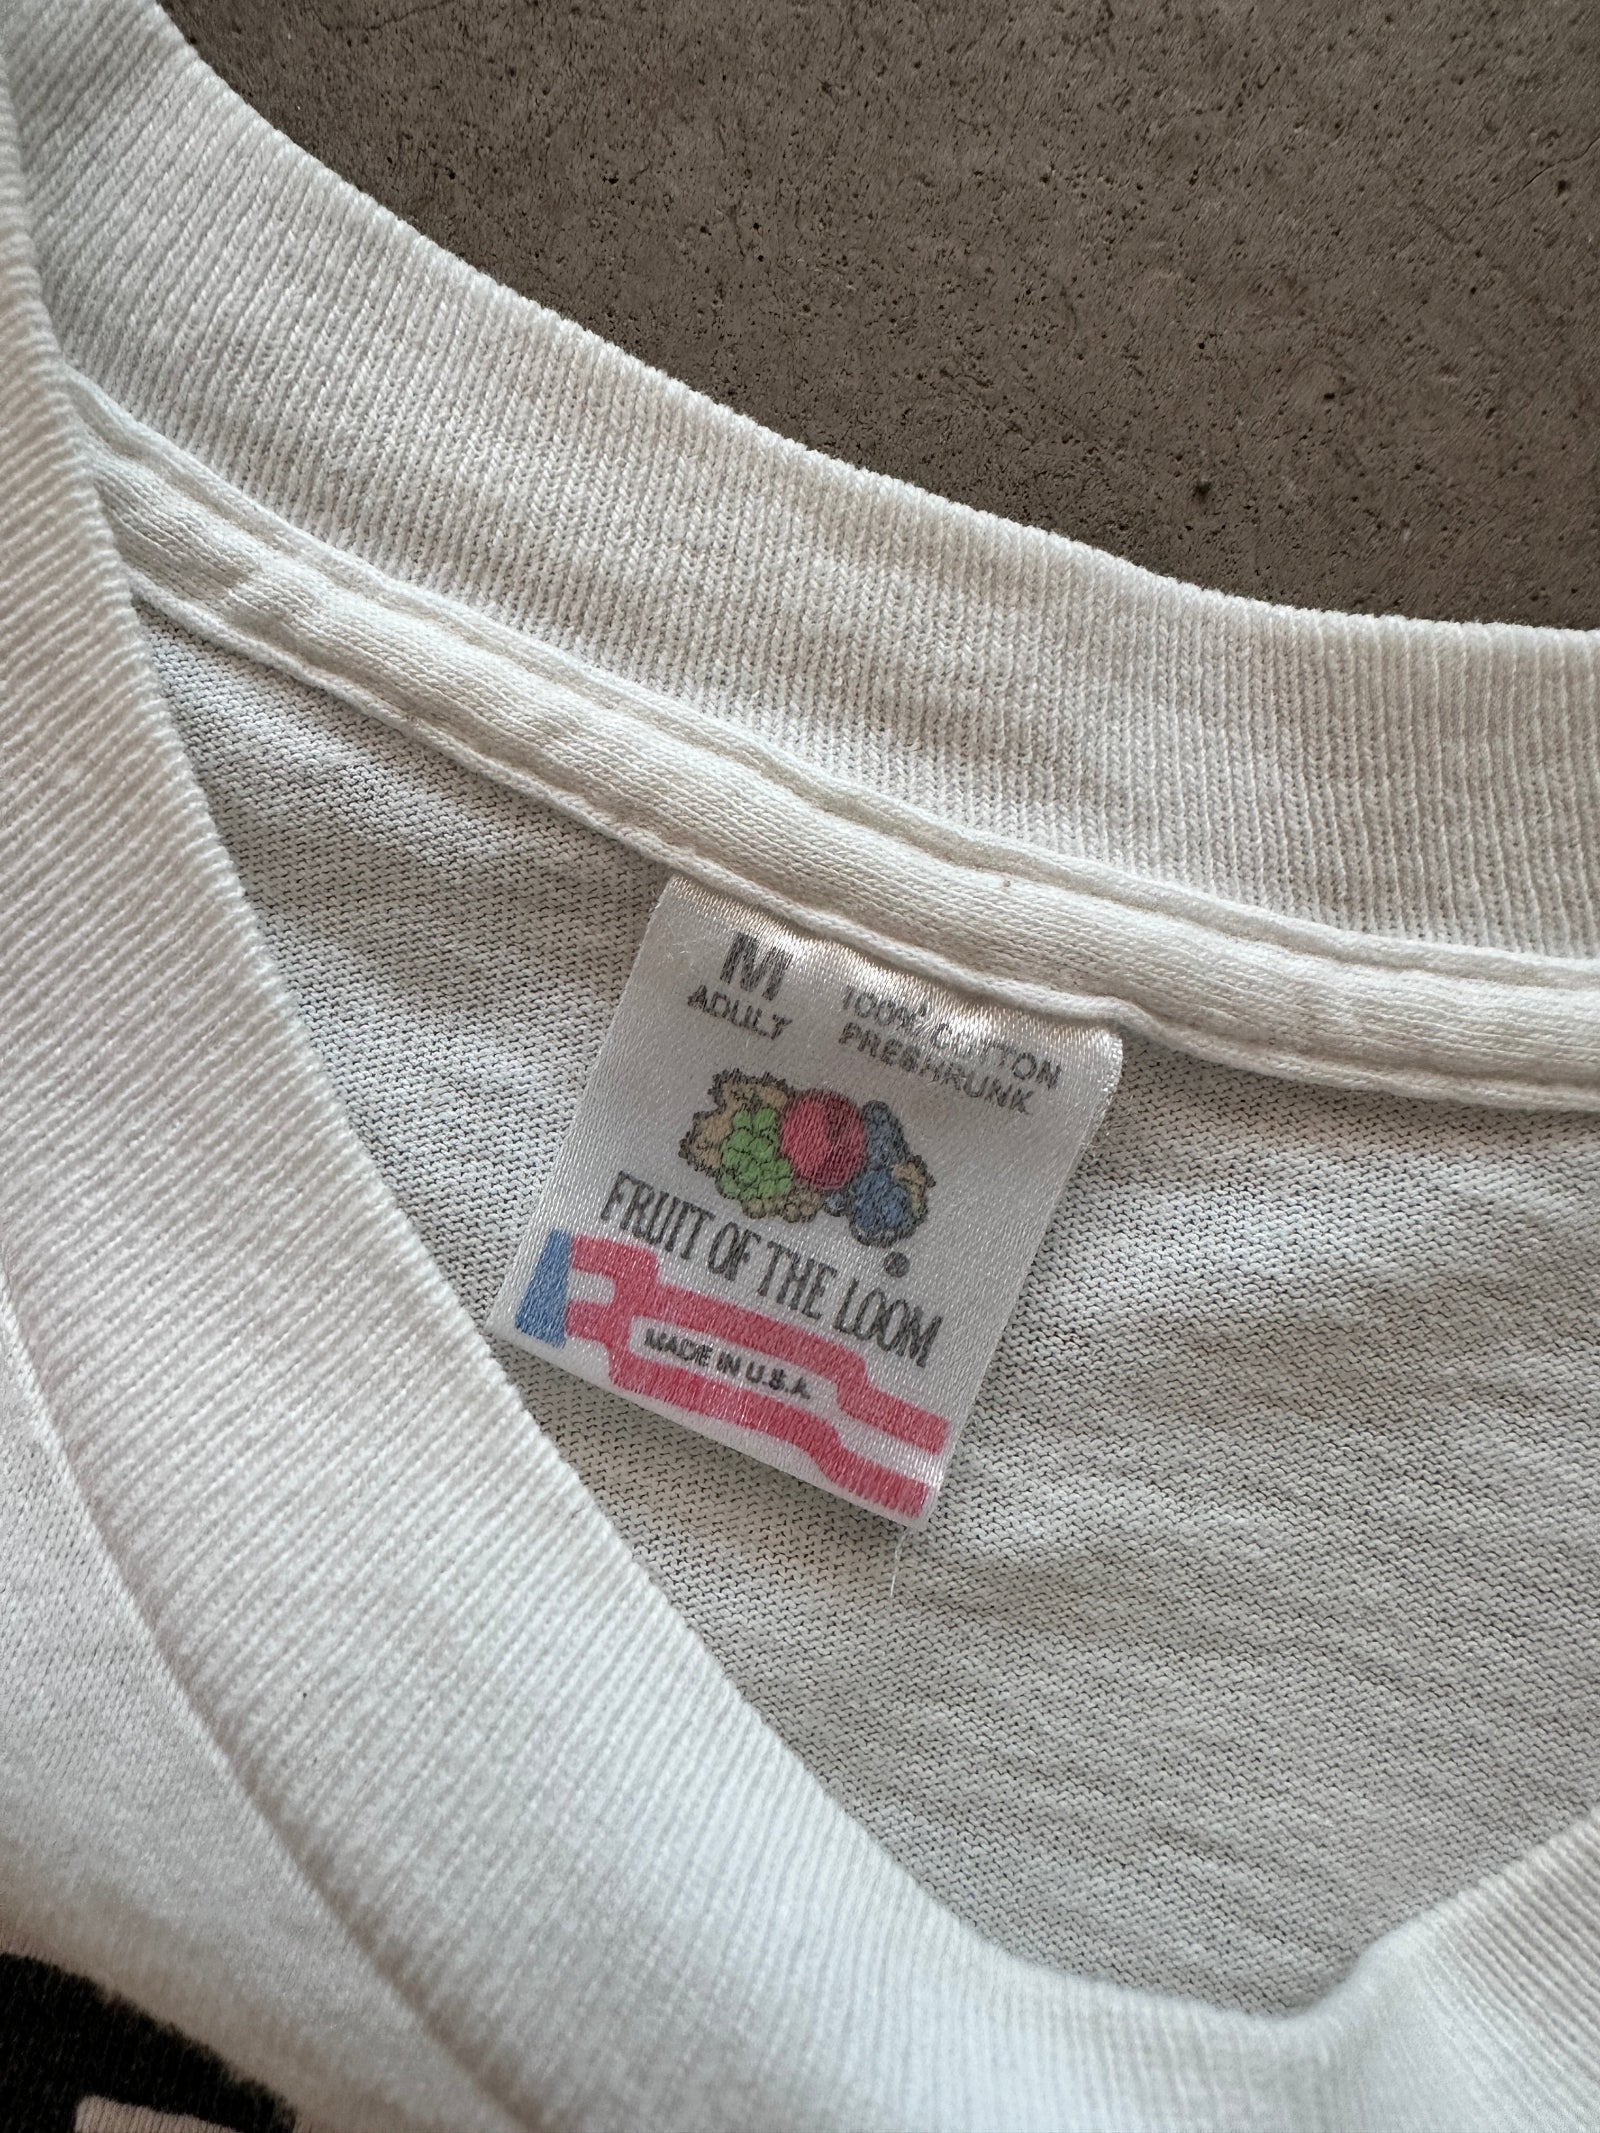 M
ADULT
100% COTTON
PRESHRUNK
FRUIT OF THE LOOM®
MADE IN U.S.A.